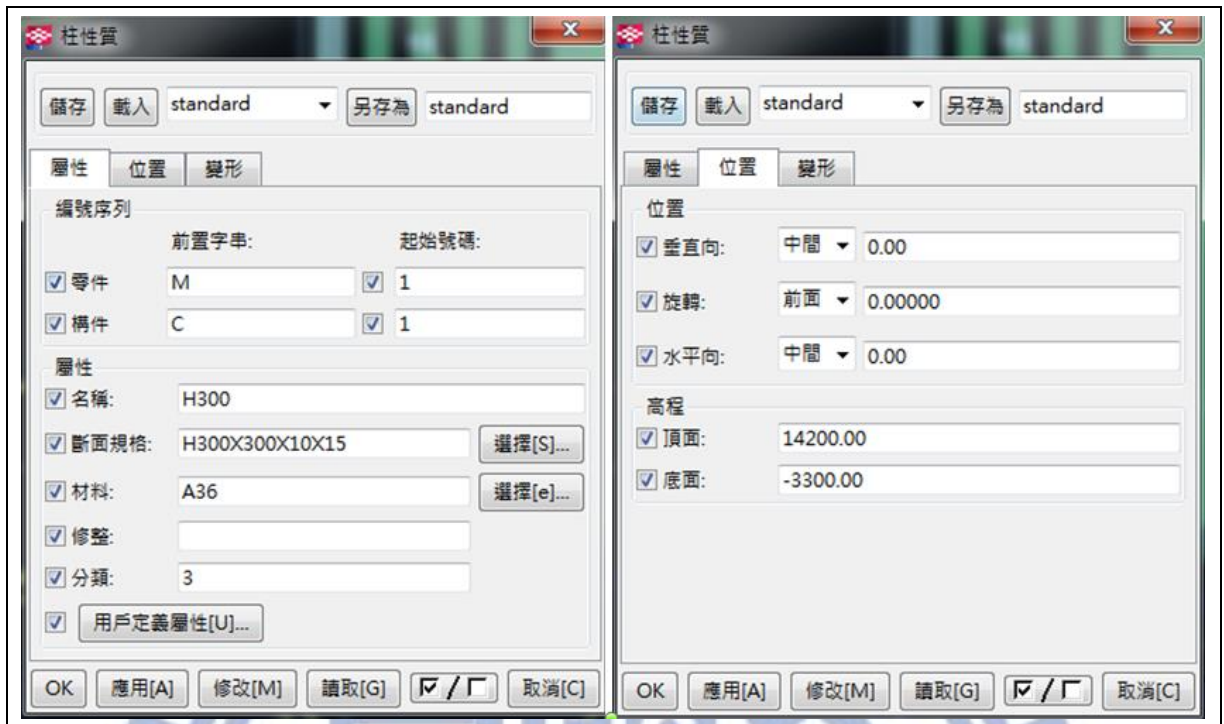 柱性質
儲存 載入 standard 另存為 standard
屬性 位置 變形
編號序列
前置字串: 起始號碼:
零件 M 1
構件 C 1
屬性
名稱: H300
斷面規格: H300X300X10X15 選擇[S]...
材料: A36 選擇[e]...
修整:
分類: 3
用戶定義屬性[U]...
OK 應用[A] 修改[M] 讀取[G] / 取消[C]
柱性質
儲存 載入 standard 另存為 standard
屬性 位置 變形
位置
垂直向: 中間 0.00
旋轉: 前面 0.00000
水平向: 中間 0.00
高程
頂面: 14200.00
底面: -3300.00
OK 應用[A] 修改[M] 讀取[G] / 取消[C]